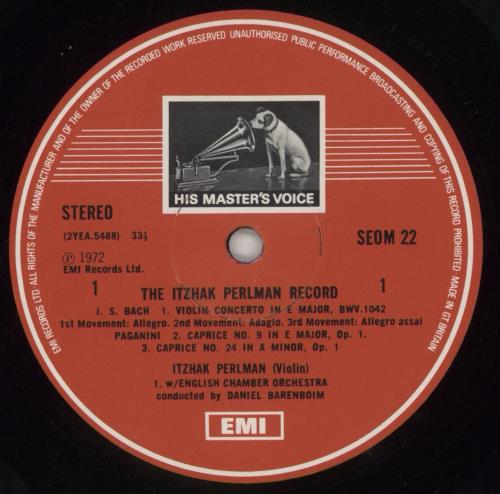 EMI RECORDS LTD ALL RIGHTS OF THE MANUFACTURER AND OF THE OWNER OF THE RECORDED WORK RESERVED UNAUTHORISED PUBLIC PERFORMANCE BROADCASTING AND COPYING OF THIS RECORD PROHIBITED MADE IN GT BRITAIN
HIS MASTER'S VOICE
STEREO
(2YEA.5488) 33⅓
SEOM 22
Ⓟ 1972
EMI Records Ltd.
1 THE ITZHAK PERLMAN RECORD 1
J. S. BACH 1. VIOLIN CONCERTO IN E MAJOR, BWV.1042
1st Movement: Allegro. 2nd Movement: Adagio. 3rd Movement: Allegro assai
PAGANINI 2. CAPRICE NO. 9 IN E MAJOR, Op. 1.
3. CAPRICE NO. 24 IN A MINOR, Op. 1
ITZHAK PERLMAN (Violin)
1. w/ENGLISH CHAMBER ORCHESTRA
conducted by DANIEL BARENBOIM
EMI